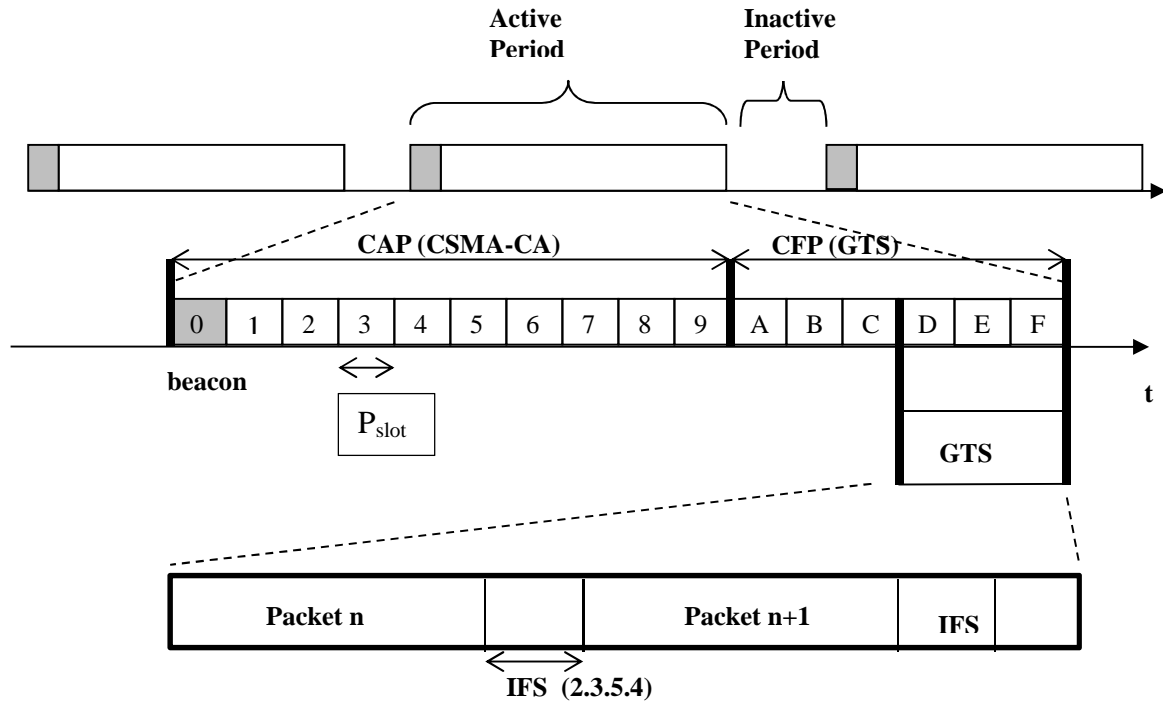 Active
Period
Inactive
Period
CAP (CSMA-CA)
CFP (GTS)
0 1 2 3 4 5 6 7 8 9 A B C D E F
beacon
t
P_slot
GTS
Packet n
Packet n+1
IFS
IFS (2.3.5.4)